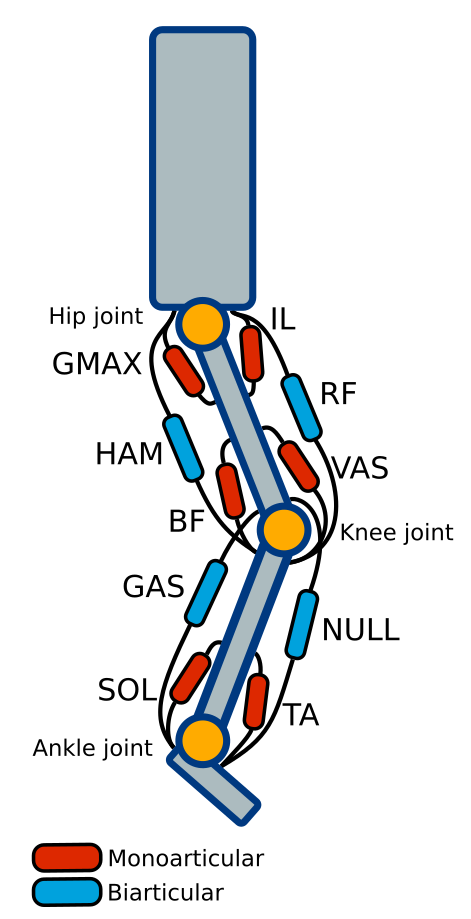 Hip joint
IL
GMAX
RF
HAM
VAS
BF
Knee joint
GAS
NULL
SOL
TA
Ankle joint
Monoarticular
Biarticular